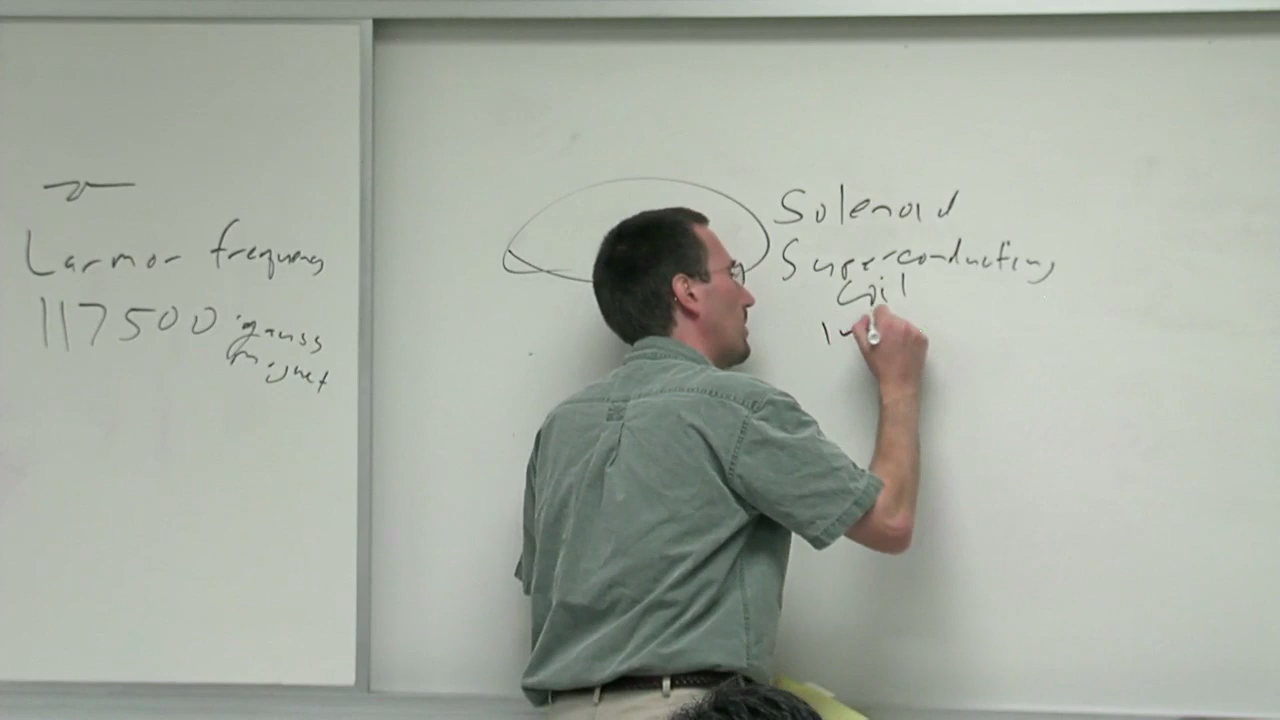 Larmor frequency
117500 gauss
magnet
Solenoid
Superconducting
Coil